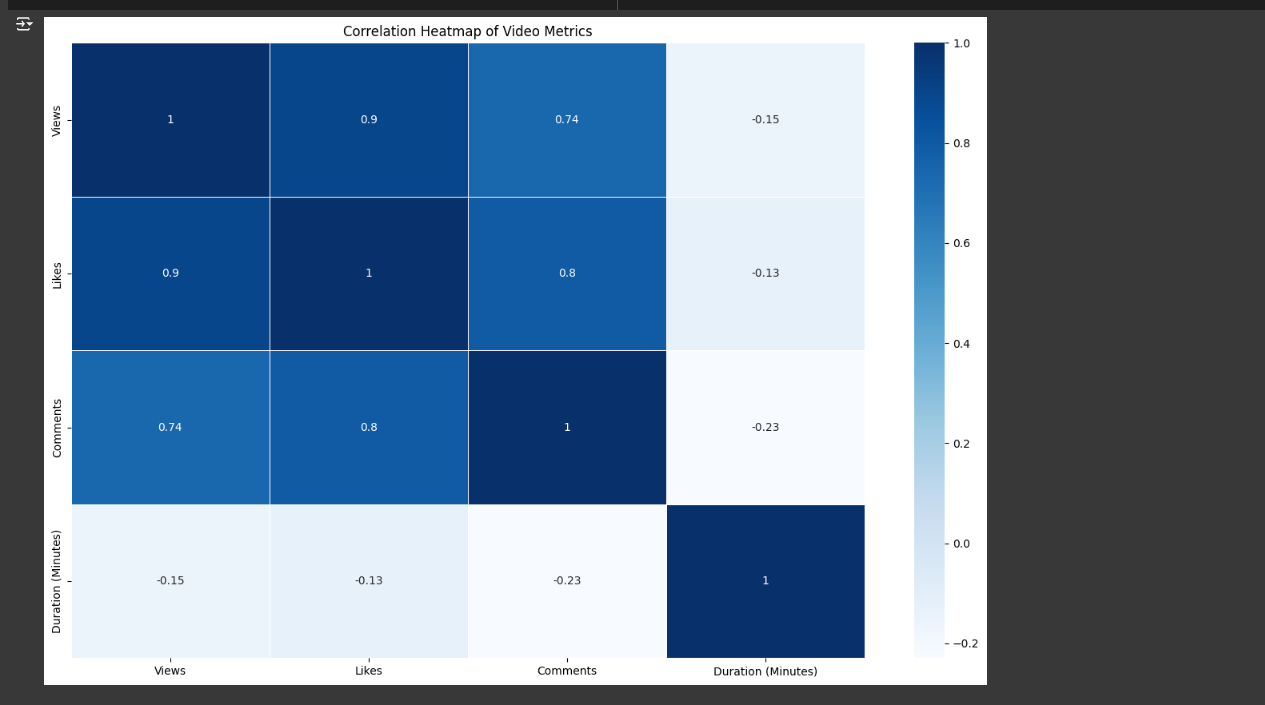 Correlation Heatmap of Video Metrics
Views
1
0.9
0.74
-0.15
Likes
0.9
1
0.8
-0.13
Comments
0.74
0.8
1
-0.23
Duration (Minutes)
-0.15
-0.13
-0.23
1
Views
Likes
Comments
Duration (Minutes)
1.0
0.8
0.6
0.4
0.2
0.0
−0.2